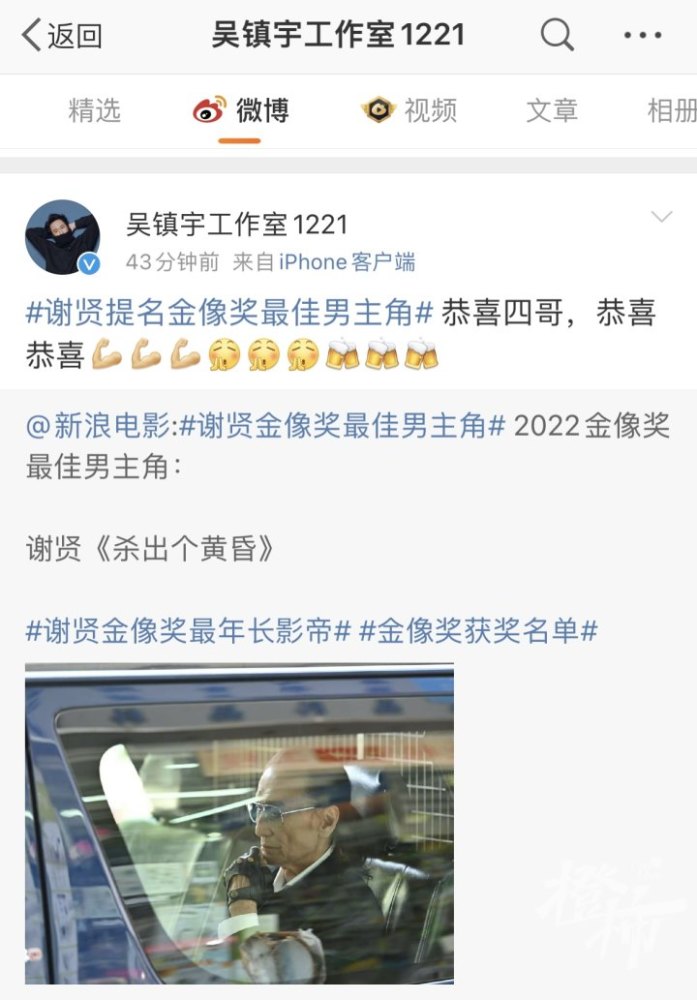 返回
吴镇宇工作室1221
精选
微博
视频
文章
相册
吴镇宇工作室1221
43分钟前 来自iPhone客户端
#谢贤提名金像奖最佳男主角# 恭喜四哥，恭喜
恭喜💪💪💪🫢🫢🫢🍻🍻🍻
@新浪电影:#谢贤金像奖最佳男主角# 2022金像奖
最佳男主角：
谢贤《杀出个黄昏》
#谢贤金像奖最年长影帝# #金像奖获奖名单#
橙柿